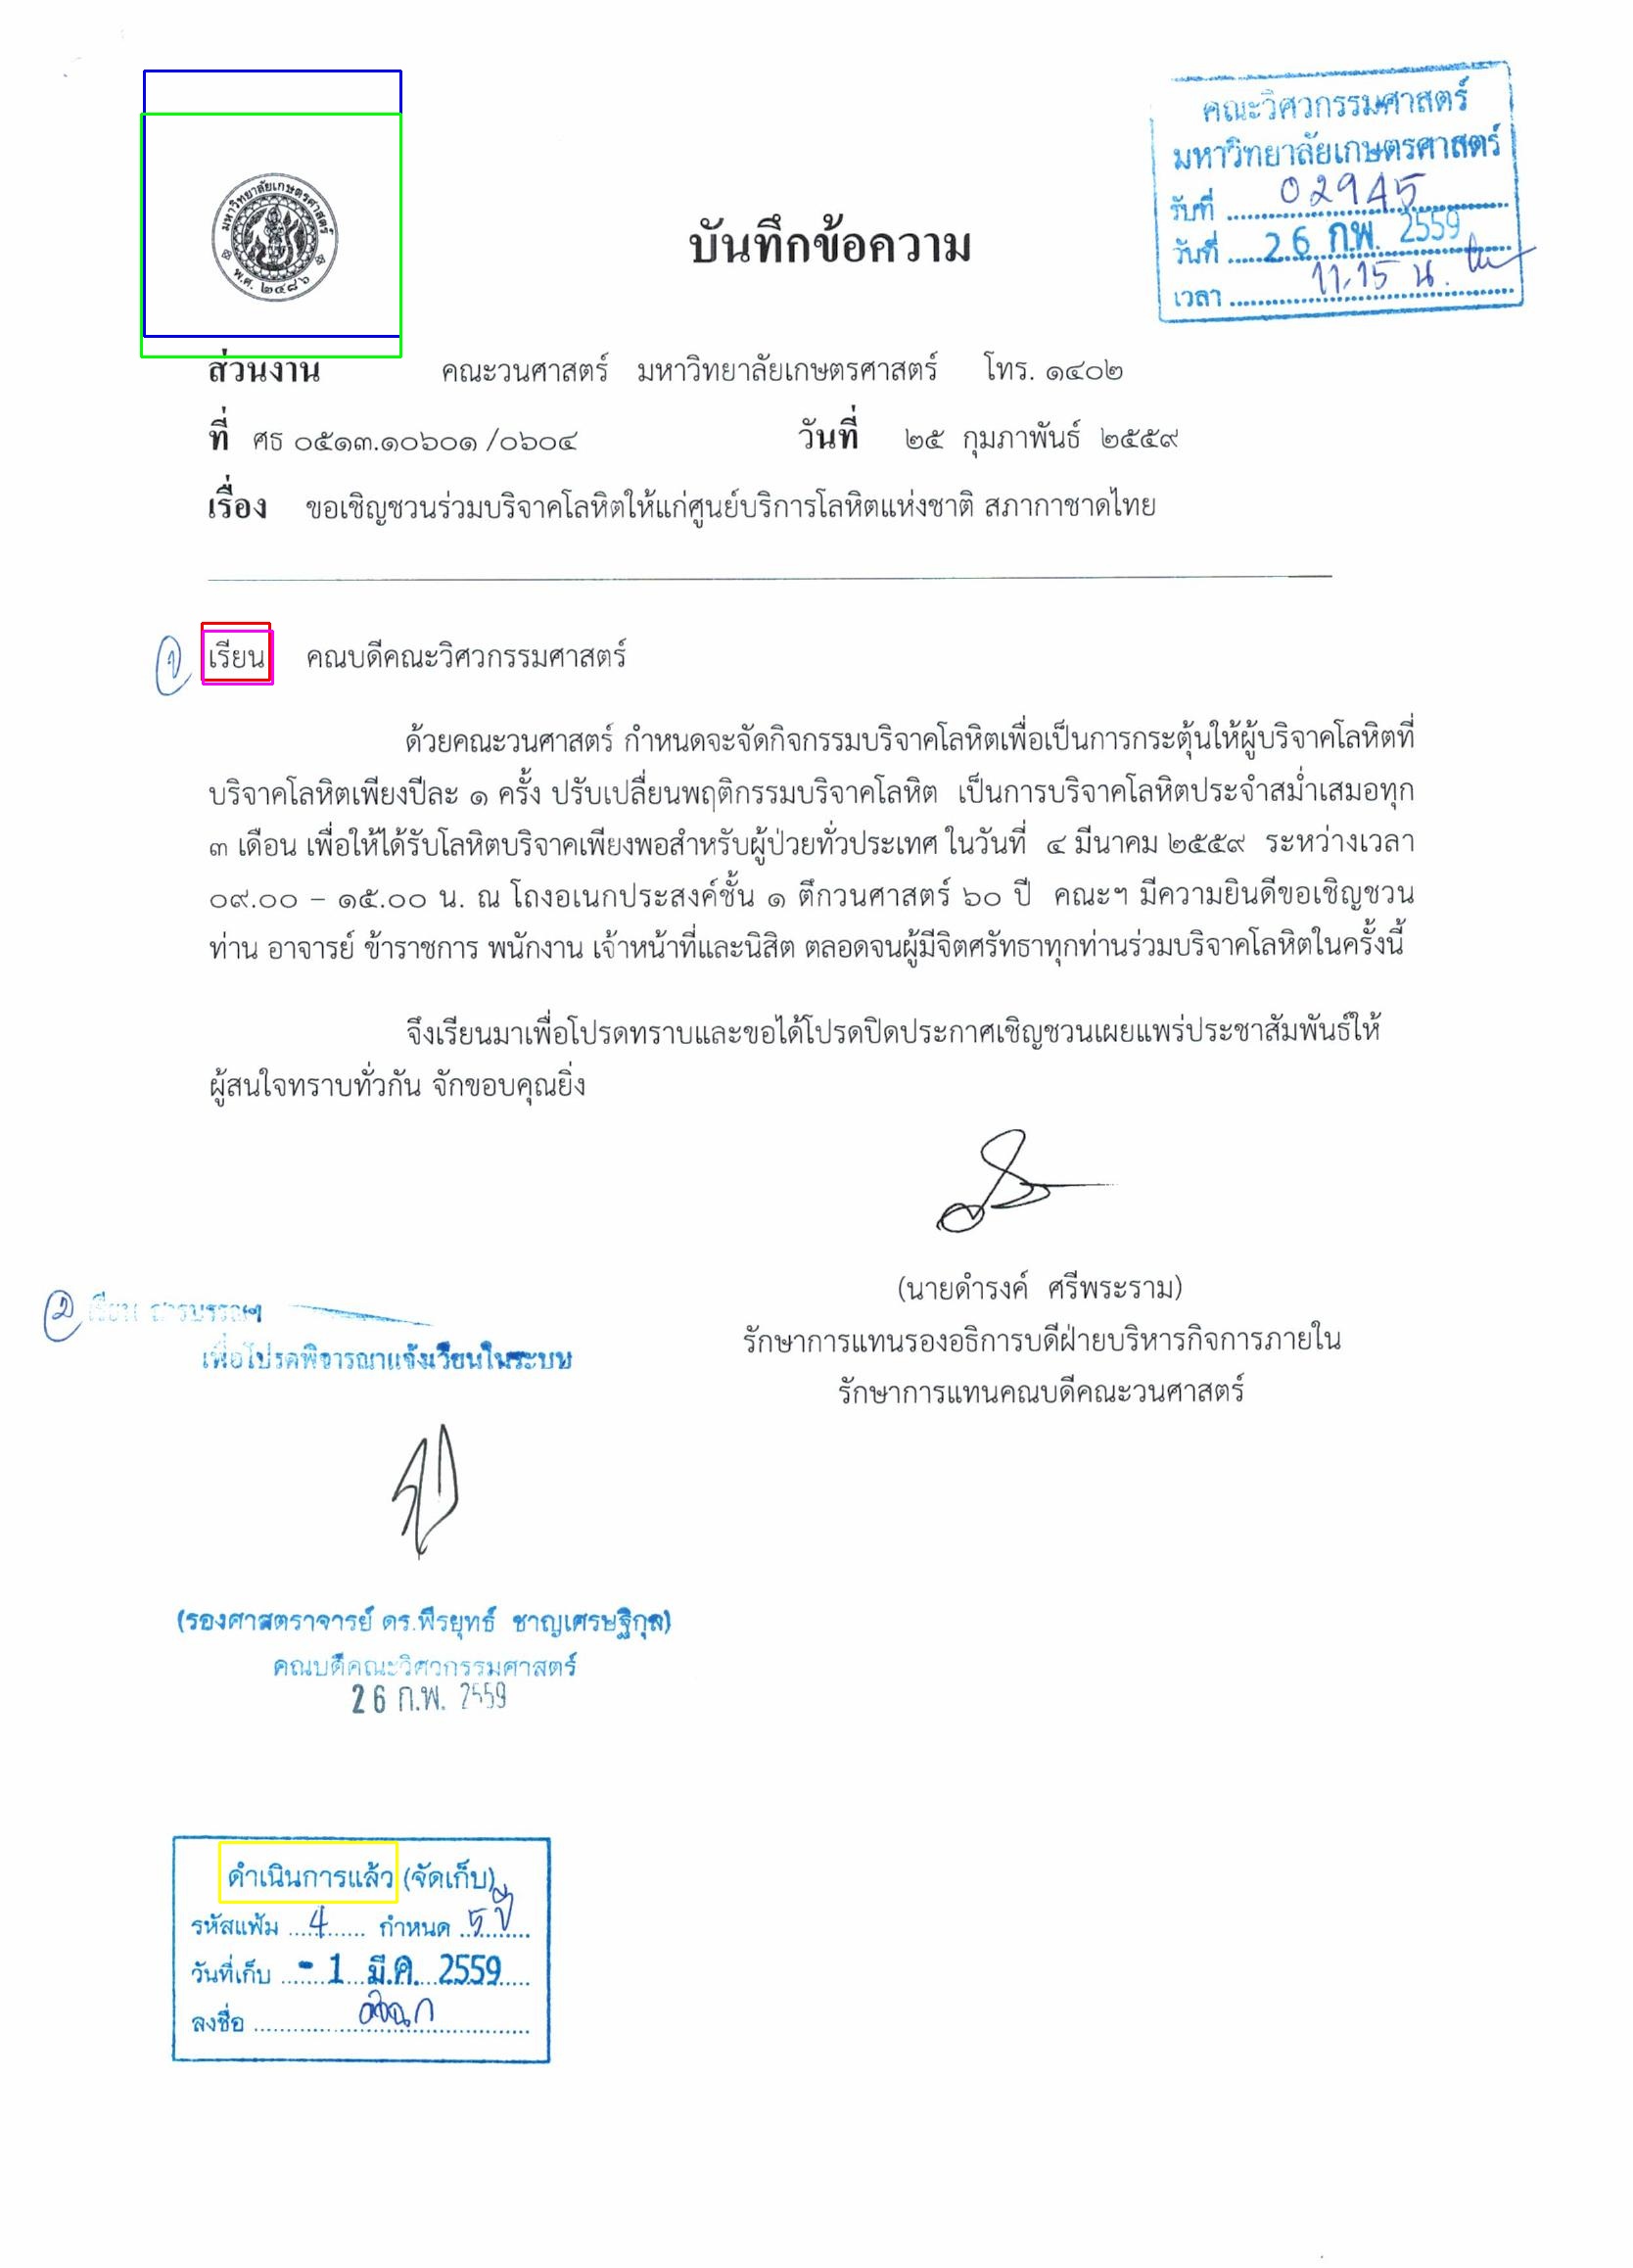 คณะวิศวกรรมศาสตร์
มหาวิทยาลัยเกษตรศาสตร์
รับที่ 02945
วันที่ 26 ก.พ. 2559
เวลา 11.15 น.
มหาวิทยาลัยเกษตรศาสตร์
พ.ศ. ๒๔๘๖
บันทึกข้อความ
ส่วนงาน คณะวนศาสตร์ มหาวิทยาลัยเกษตรศาสตร์ โทร. ๑๔๐๒
ที่ ศธ ๐๕๑๓.๑๐๖๐๑ /๐๖๐๔ วันที่ ๒๕ กุมภาพันธ์ ๒๕๕๙
เรื่อง ขอเชิญชวนร่วมบริจาคโลหิตให้แก่ศูนย์บริการโลหิตแห่งชาติ สภากาชาดไทย
๑ เรียน คณบดีคณะวิศวกรรมศาสตร์
ด้วยคณะวนศาสตร์ กำหนดจะจัดกิจกรรมบริจาคโลหิตเพื่อเป็นการกระตุ้นให้ผู้บริจาคโลหิตที่
บริจาคโลหิตเพียงปีละ ๑ ครั้ง ปรับเปลี่ยนพฤติกรรมบริจาคโลหิต เป็นการบริจาคโลหิตประจำสม่ำเสมอทุก
๓ เดือน เพื่อให้ได้รับโลหิตบริจาคเพียงพอสำหรับผู้ป่วยทั่วประเทศ ในวันที่ ๔ มีนาคม ๒๕๕๙ ระหว่างเวลา
๐๙.๐๐ – ๑๕.๐๐ น. ณ โถงอเนกประสงค์ชั้น ๑ ตึกวนศาสตร์ ๖๐ ปี คณะฯ มีความยินดีขอเชิญชวน
ท่าน อาจารย์ ข้าราชการ พนักงาน เจ้าหน้าที่และนิสิต ตลอดจนผู้มีจิตศรัทธาทุกท่านร่วมบริจาคโลหิตในครั้งนี้
จึงเรียนมาเพื่อโปรดทราบและขอได้โปรดปิดประกาศเชิญชวนเผยแพร่ประชาสัมพันธ์ให้
ผู้สนใจทราบทั่วกัน จักขอบคุณยิ่ง
(นายดำรงค์ ศรีพระราม)
รักษาการแทนรองอธิการบดีฝ่ายบริหารกิจการภายใน
รักษาการแทนคณบดีคณะวนศาสตร์
๒ เรียน สารบรรณฯ
เพื่อโปรดพิจารณาแจ้งเวียนในระบบ
(รองศาสตราจารย์ ดร.พีรยุทธ์ ชาญเศรษฐิกุล)
คณบดีคณะวิศวกรรมศาสตร์
26 ก.พ. 2559
ดำเนินการแล้ว (จัดเก็บ)
รหัสแฟ้ม 4 กำหนด 5 ปี
วันที่เก็บ - 1 มี.ค. 2559
ลงชื่อ